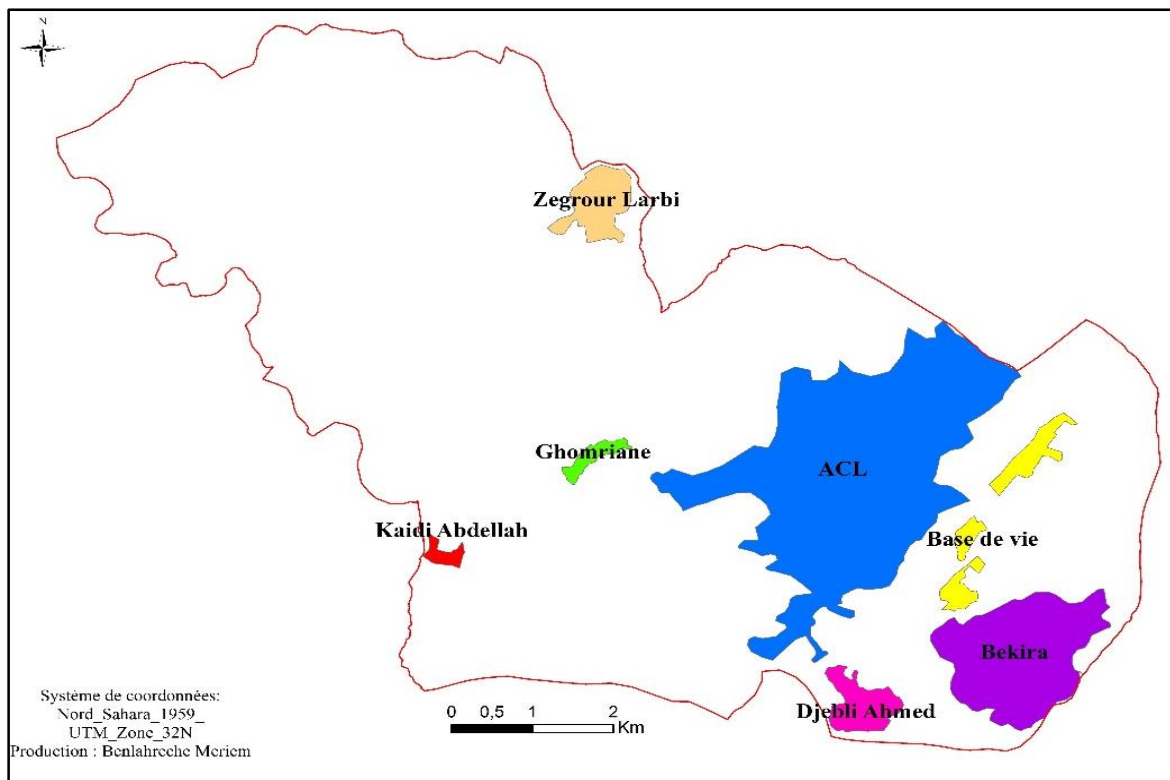 N
Zegrour Larbi
Ghomriane
ACL
Kaidi Abdellah
Base de vie
Bekira
Djebli Ahmed
Systéme de coordonnées:
Nord_Sahara_1959_
UTM_Zone_32N
Production : Benlahreche Meriem
0 0,5 1 2
Km